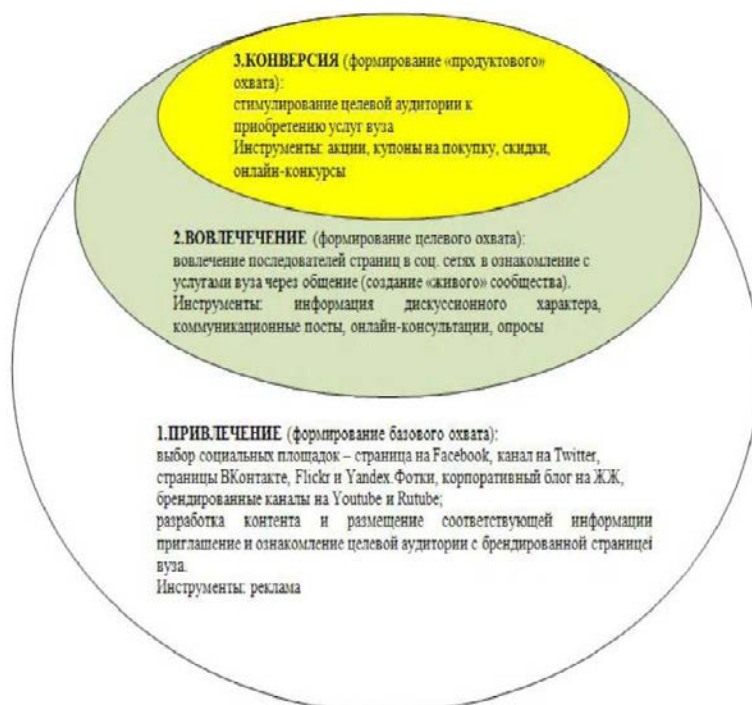 3.КОНВЕРСИЯ (формирование «продуктового»
охвата):
стимулирование целевой аудитории к
приобретению услуг вуза
Инструменты: акции, купоны на покупку, скидки,
онлайн-конкурсы
2.ВОВЛЕЧЕЧЕНИЕ (формирование целевого охвата):
вовлечение последователей страниц в соц. сетях в ознакомление с
услугами вуза через общение (создание «живого» сообщества).
Инструменты: информация дискуссионного характера,
коммуникационные посты, онлайн-консультации, опросы
1.ПРИВЛЕЧЕНИЕ (формирование базового охвата):
выбор социальных площадок – страница на Facebook, канал на Twitter,
страницы ВКонтакте, Flickr и Yandex.Фотки, корпоративный блог на ЖЖ,
брендированные каналы на Youtube и Rutube;
разработка контента и размещение соответствующей информации
приглашение и ознакомление целевой аудитории с брендированной страницей
вуза.
Инструменты: реклама